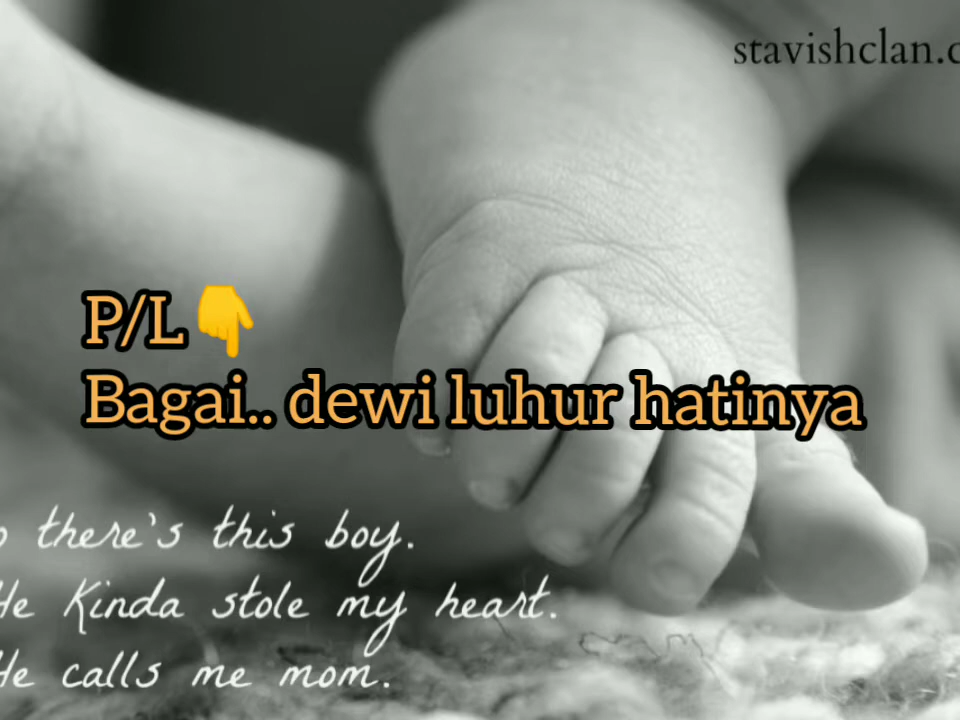 stavishclan.c
P/L👇
Bagai.. dewi luhur hatinya
o there's this boy.
He Kinda stole my heart.
He calls me mom.